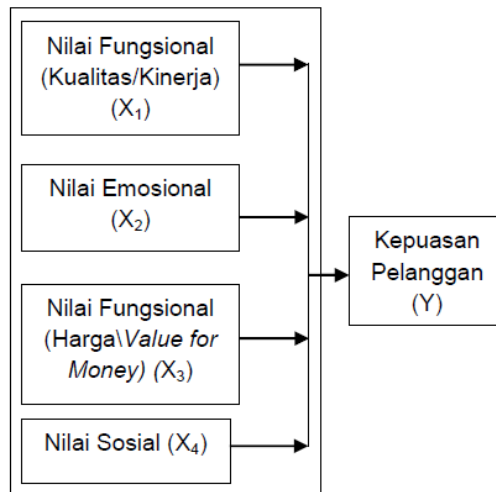 Nilai Fungsional
(Kualitas/Kinerja)
(X₁)
Nilai Emosional
(X₂)
Nilai Fungsional
(Harga\Value for
Money) (X₃)
Nilai Sosial (X₄)
Kepuasan
Pelanggan
(Y)